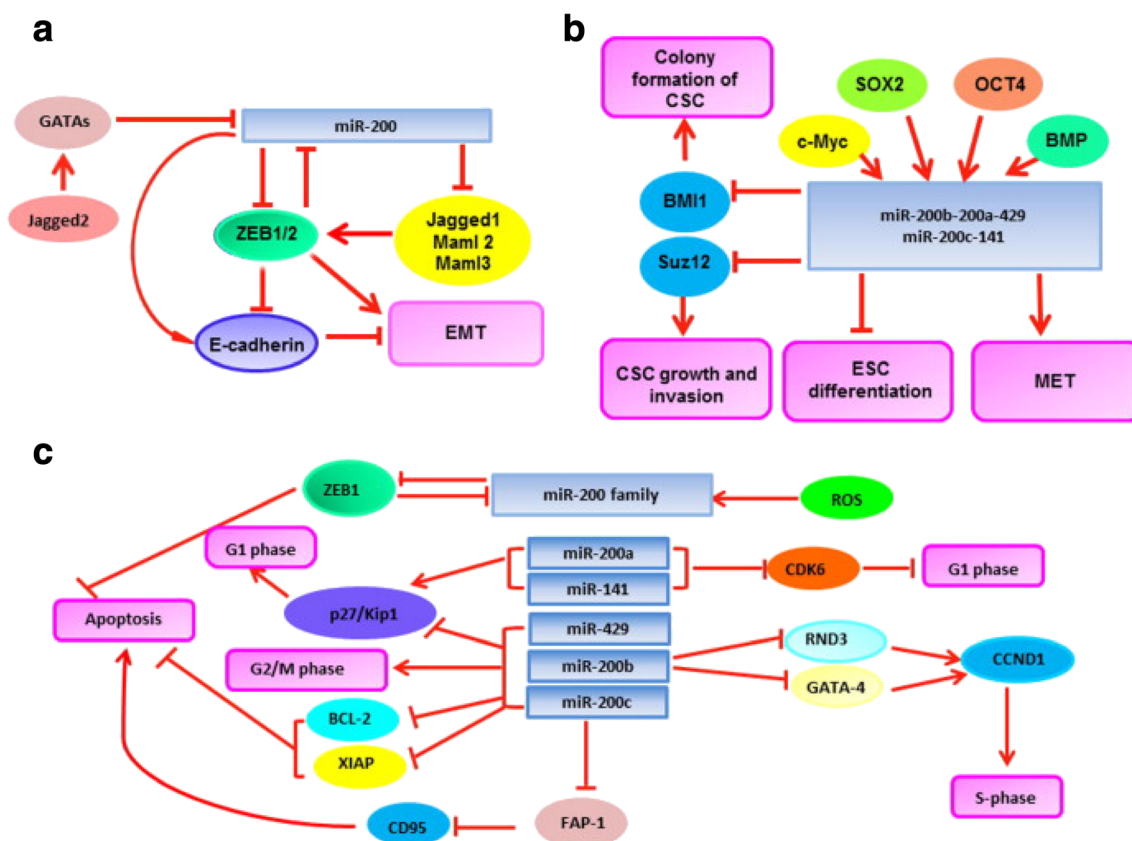 a
GATAs
miR-200
Jagged2
ZEB1/2
Jagged1
Maml 2
Maml3
E-cadherin
EMT
b
Colony
formation of
CSC
SOX2
OCT4
c-Myc
BMP
BMI1
miR-200b-200a-429
miR-200c-141
Suz12
CSC growth and
invasion
ESC
differentiation
MET
c
ZEB1
miR-200 family
ROS
G1 phase
miR-200a
CDK6
G1 phase
miR-141
Apoptosis
p27/Kip1
miR-429
RND3
G2/M phase
miR-200b
CCND1
GATA-4
BCL-2
miR-200c
XIAP
S-phase
CD95
FAP-1